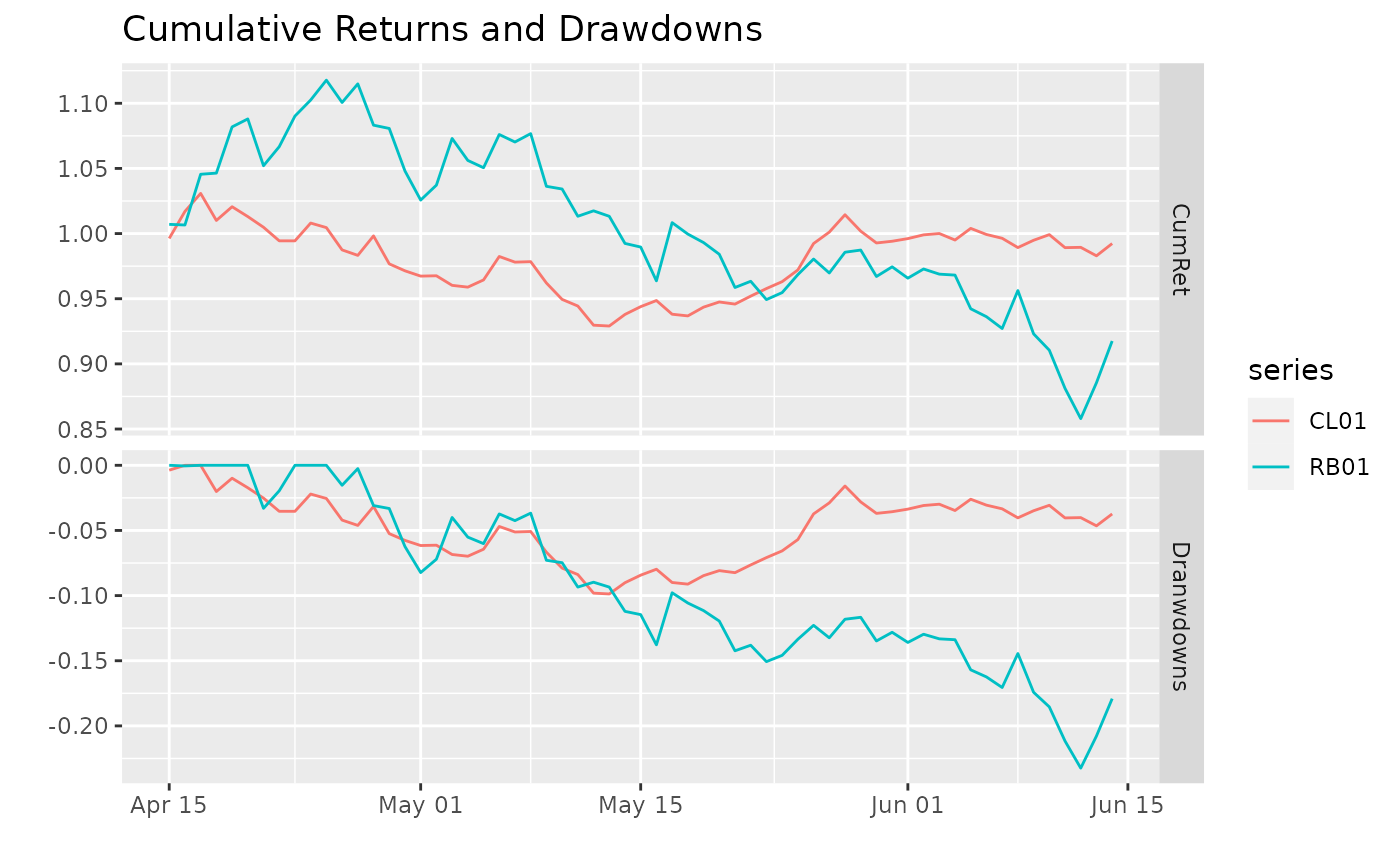 Cumulative Returns and Drawdowns
1.10
1.05
1.00
0.95
0.90
0.85
CumRet
0.00
-0.05
-0.10
-0.15
-0.20
Dranwdowns
Apr 15
May 01
May 15
Jun 01
Jun 15
series
CL01
RB01